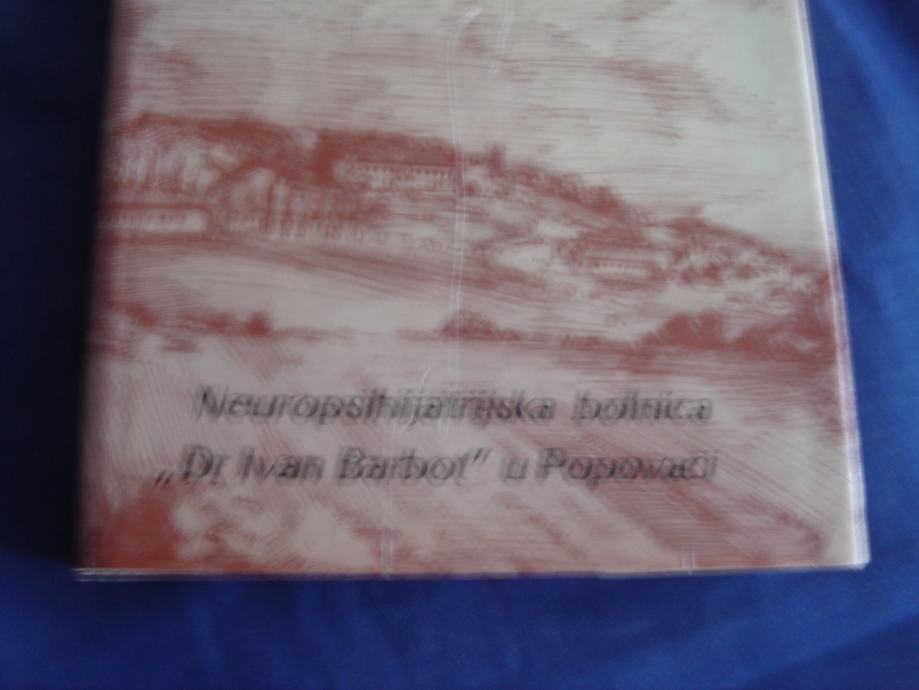 Neuropsihijatrijska bolnica
„Dr Ivan Barbot" u Popovači